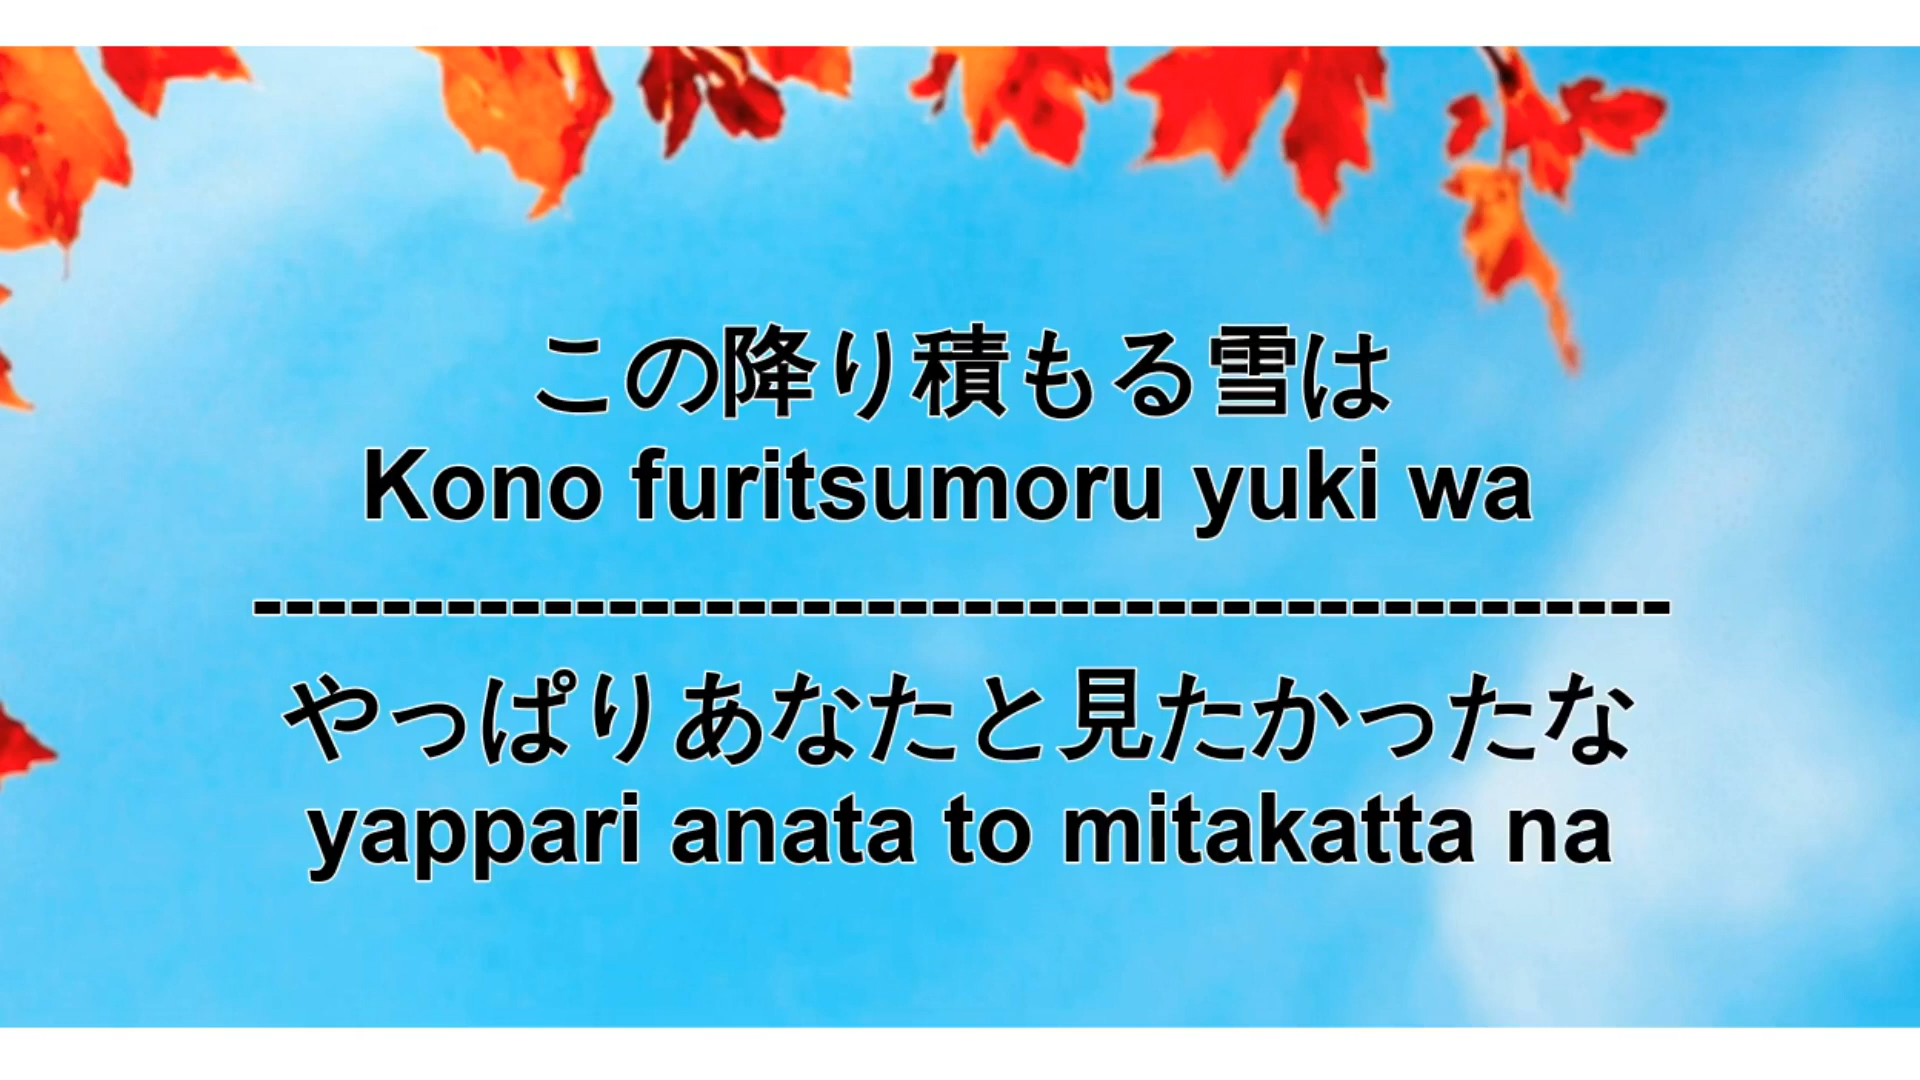 この降り積もる雪は
Kono furitsumoru yuki wa
--------------------------------------------
やっぱりあなたと見たかったな
yappari anata to mitakatta na